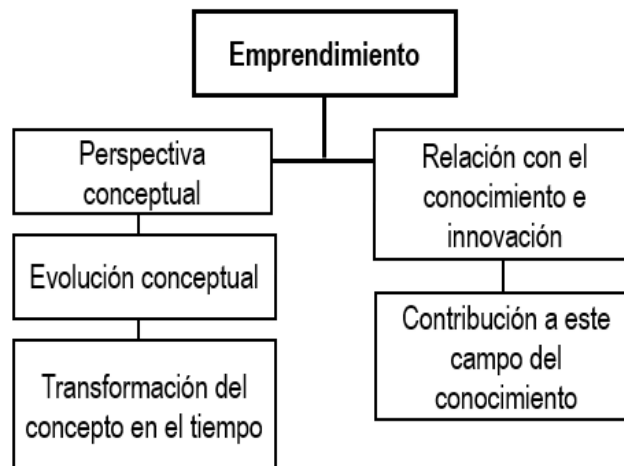 Emprendimiento
Perspectiva
conceptual
Evolución conceptual
Transformación del
concepto en el tiempo
Relación con el
conocimiento e
innovación
Contribución a este
campo del
conocimiento